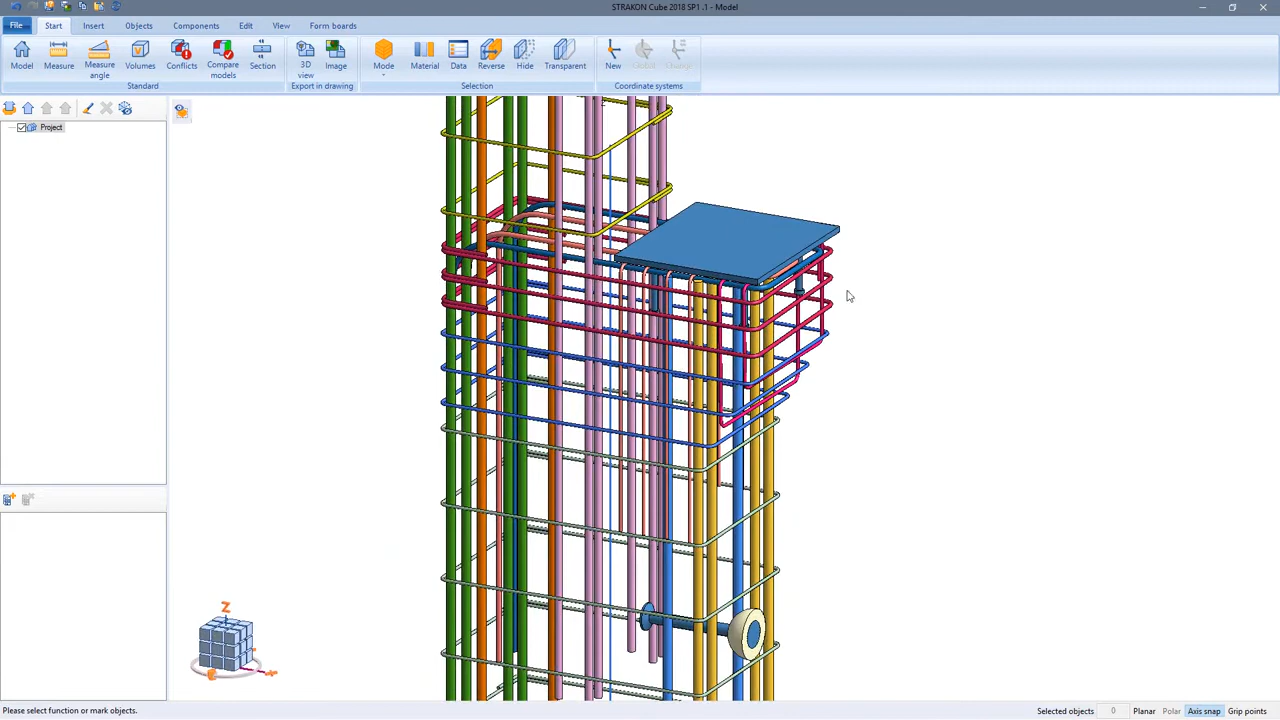 STRAKON Cube 2018 SP1 .1 - Model
File Start Insert Objects Components Edit View Form boards
Model Measure Measure angle Volumes Conflicts Compare models Section 3D view Image Mode Material Data Reverse Hide Transparent New Global Change
Standard Export in drawing Selection Coordinate systems
Project
Z
Please select function or mark objects. Selected objects 0 Planar Polar Axis snap Grip points